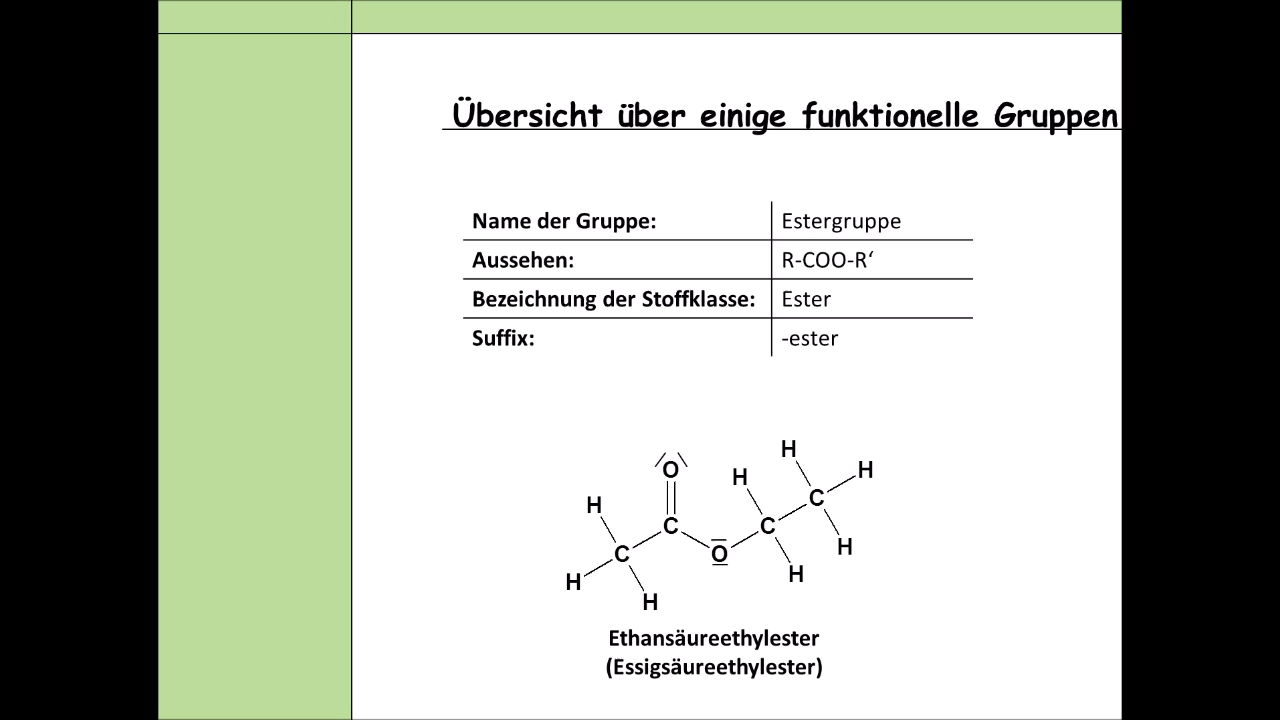 Übersicht über einige funktionelle Gruppen
Name der Gruppe: Estergruppe
Aussehen: R-COO-R‘
Bezeichnung der Stoffklasse: Ester
Suffix: -ester
H
H H
O
H
H C
C C
C O H
H H
H
Ethansäureethylester
(Essigsäureethylester)